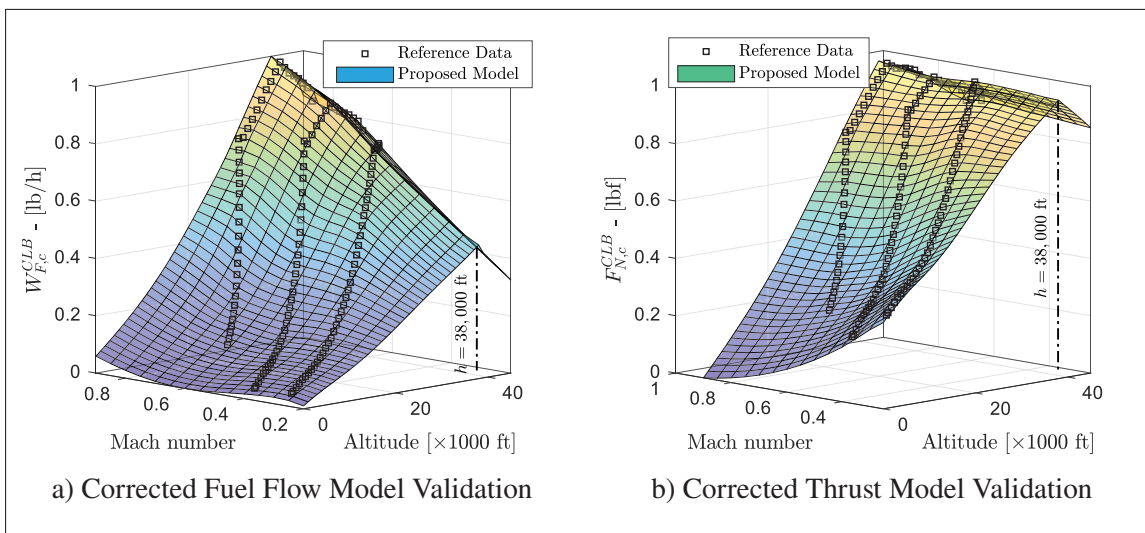 Reference Data
Proposed Model
1
0.8
0.6
0.4
0.2
0
$W_{F,c}^{CLB}$ - [lb/h]
h = 38,000 ft
0.8
0.6
0.4
0.2
Mach number
0
20
40
Altitude [×1000 ft]
a) Corrected Fuel Flow Model Validation
Reference Data
Proposed Model
1
0.8
0.6
0.4
0.2
0
$F_{N,c}^{CLB}$ - [lbf]
h = 38,000 ft
1
0.8
0.6
0.4
Mach number
0
20
40
Altitude [×1000 ft]
b) Corrected Thrust Model Validation